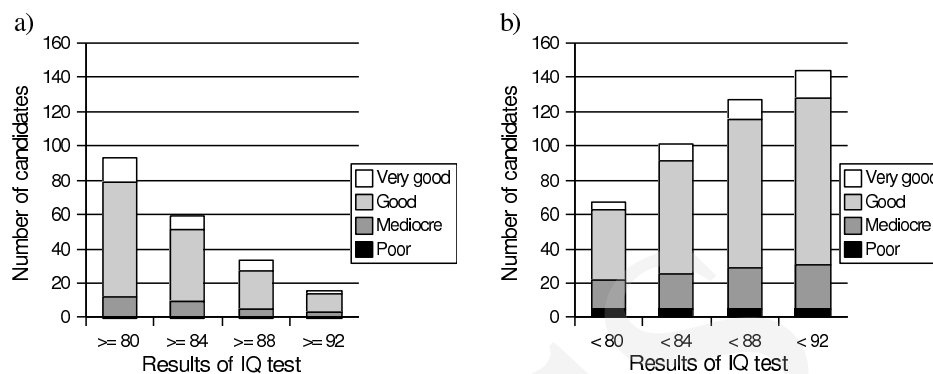 a)
160
140
120
100
80
60
40
20
0
Number of candidates
Very good
Good
Mediocre
Poor
>= 80 >= 84 >= 88 >= 92
Results of IQ test
b)
160
140
120
100
80
60
40
20
0
Number of candidates
Very good
Good
Mediocre
Poor
< 80 < 84 < 88 < 92
Results of IQ test